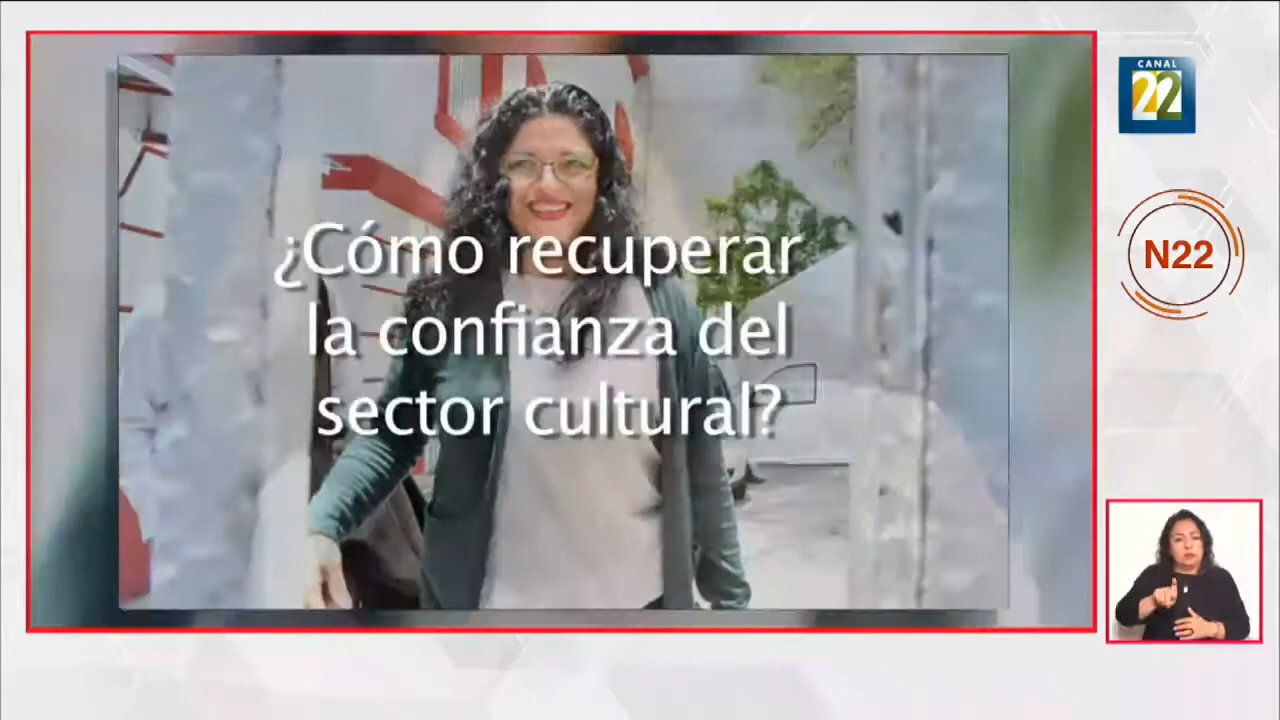 ¿Cómo recuperar
la confianza del
sector cultural?
CANAL
22
N22